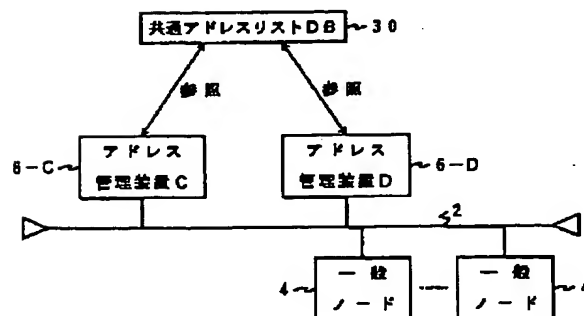 共通アドレスリストDB
30
参照
参照
6-C
アドレス
管理装置C
アドレス
管理装置D
6-D
2
4
一般
ノード
一般
ノード
4